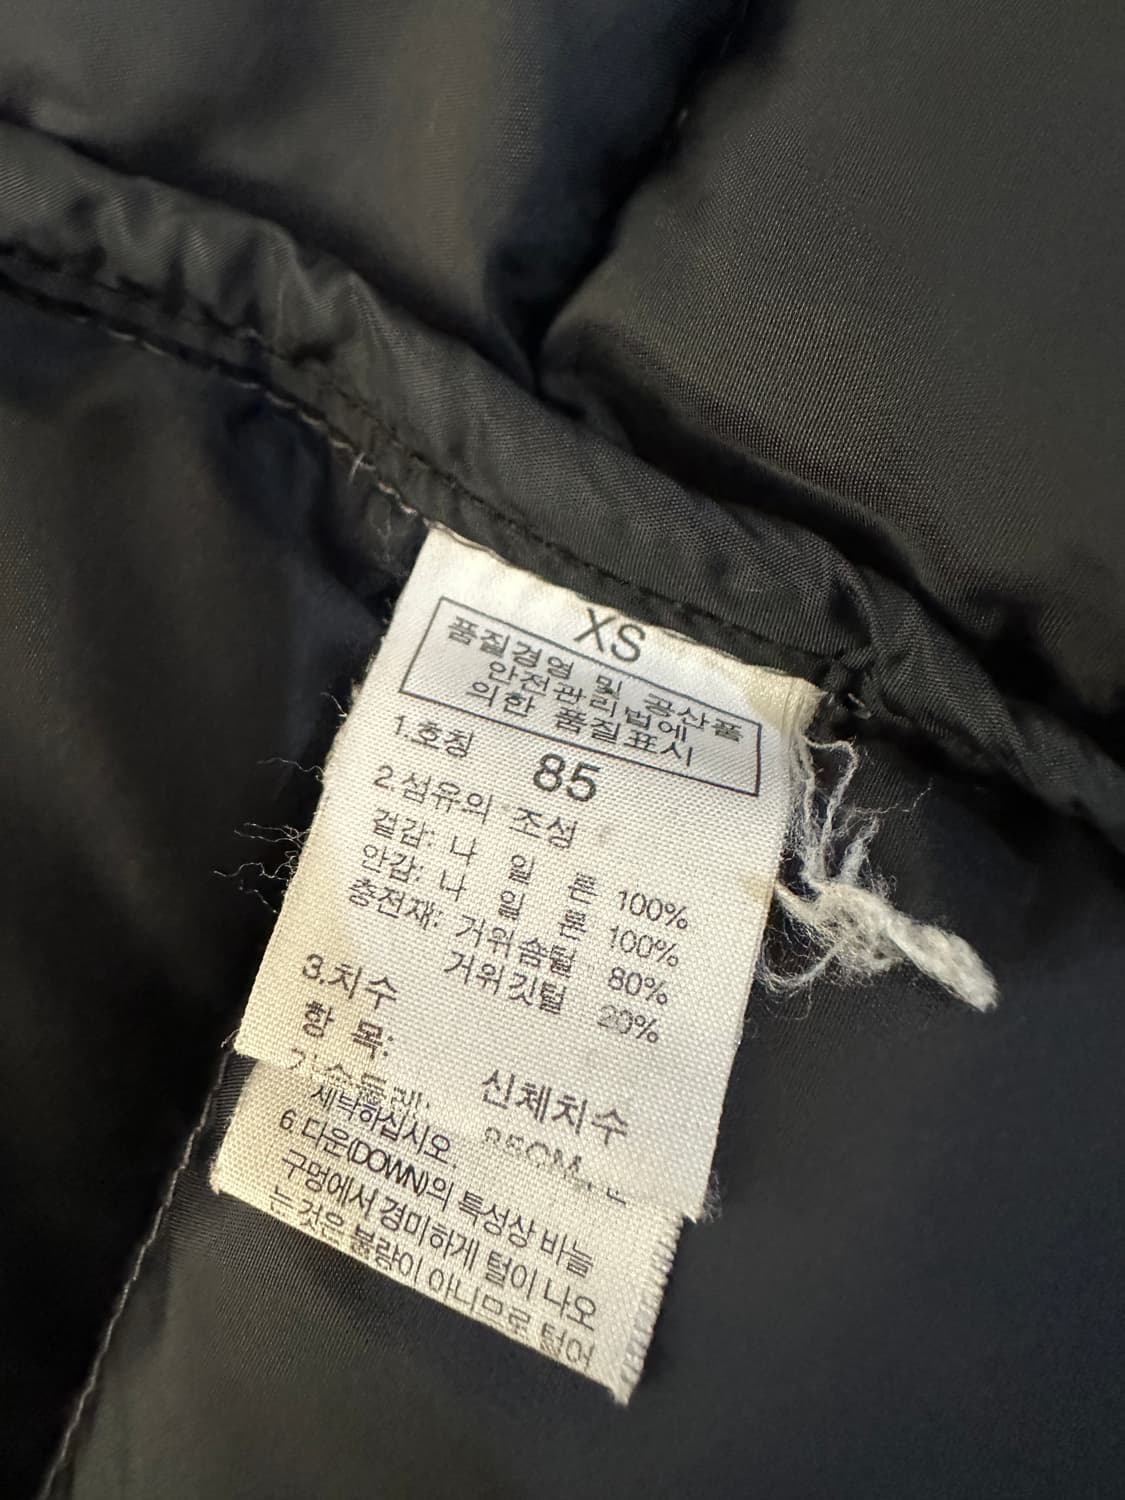 XS
품질경영 및 공산품
안전관리법에
의한 품질표시
1.호칭 85
2.섬유의 조성
겉감: 나 일 론 100%
안감: 나 일 론 100%
충전재: 거위솜털 80%
거위깃털 20%
3.치수
항 목: 신체치수
85CM
세탁하십시오.
6.다운(DOWN)의 특성상 바늘
구멍에서 경미하게 털이 나오
는것은 불량이 아니므로 털어